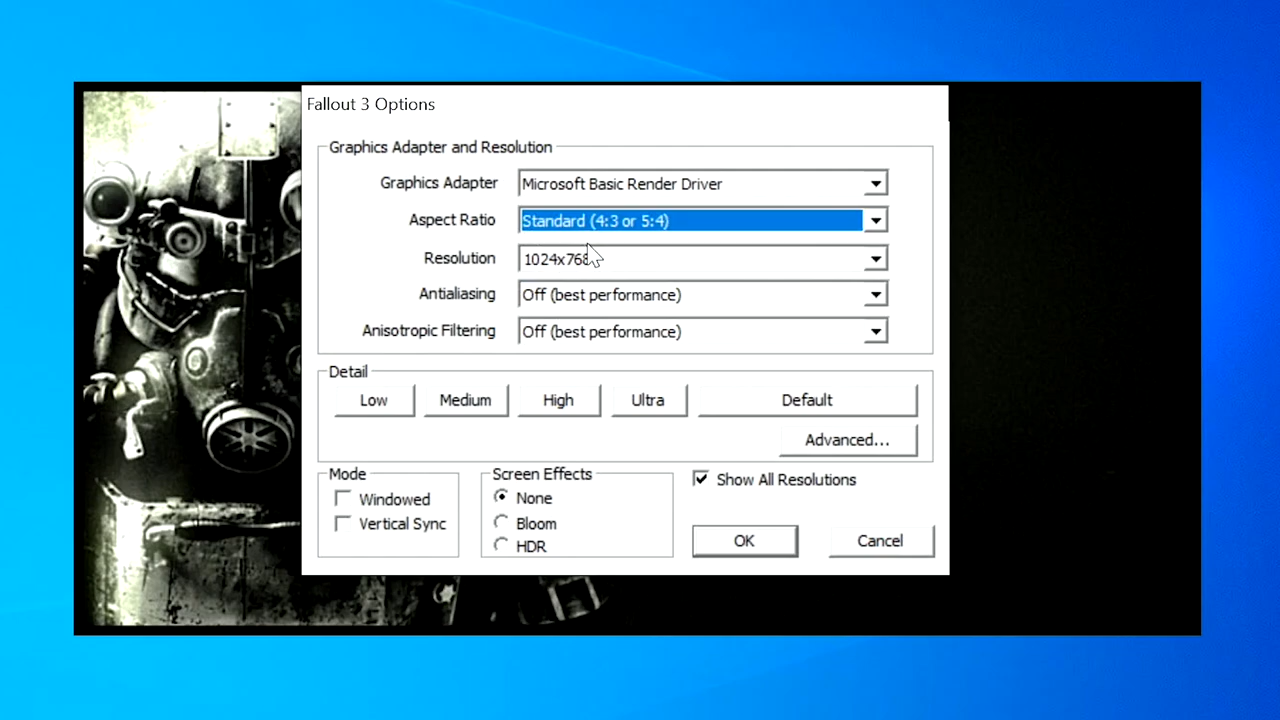 Fallout 3 Options
Graphics Adapter and Resolution
Graphics Adapter Microsoft Basic Render Driver
Aspect Ratio Standard (4:3 or 5:4)
Resolution 1024x768
Antialiasing Off (best performance)
Anisotropic Filtering Off (best performance)
Detail
Low Medium High Ultra Default
Advanced...
Mode
Windowed
Vertical Sync
Screen Effects
None
Bloom
HDR
Show All Resolutions
OK Cancel